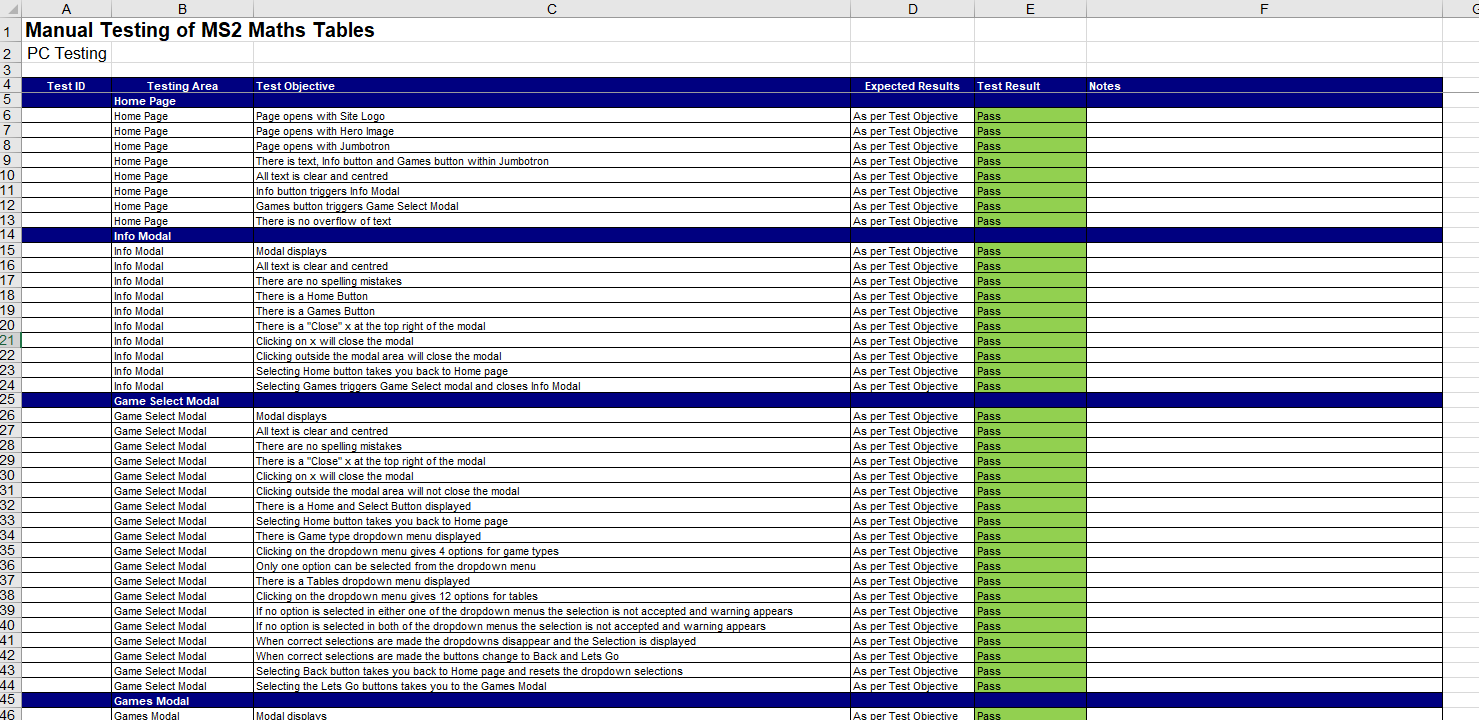 A B C D E F
1 Manual Testing of MS2 Maths Tables
2 PC Testing
3
4 Test ID Testing Area Test Objective Expected Results Test Result Notes
5 Home Page
6 Home Page Page opens with Site Logo As per Test Objective Pass
7 Home Page Page opens with Hero Image As per Test Objective Pass
8 Home Page Page opens with Jumbotron As per Test Objective Pass
9 Home Page There is text, Info button and Games button within Jumbotron As per Test Objective Pass
10 Home Page All text is clear and centred As per Test Objective Pass
11 Home Page Info button triggers Info Modal As per Test Objective Pass
12 Home Page Games button triggers Game Select Modal As per Test Objective Pass
13 Home Page There is no overflow of text As per Test Objective Pass
14 Info Modal
15 Info Modal Modal displays As per Test Objective Pass
16 Info Modal All text is clear and centred As per Test Objective Pass
17 Info Modal There are no spelling mistakes As per Test Objective Pass
18 Info Modal There is a Home Button As per Test Objective Pass
19 Info Modal There is a Games Button As per Test Objective Pass
20 Info Modal There is a "Close" x at the top right of the modal As per Test Objective Pass
21 Info Modal Clicking on x will close the modal As per Test Objective Pass
22 Info Modal Clicking outside the modal area will close the modal As per Test Objective Pass
23 Info Modal Selecting Home button takes you back to Home page As per Test Objective Pass
24 Info Modal Selecting Games triggers Game Select modal and closes Info Modal As per Test Objective Pass
25 Game Select Modal
26 Game Select Modal Modal displays As per Test Objective Pass
27 Game Select Modal All text is clear and centred As per Test Objective Pass
28 Game Select Modal There are no spelling mistakes As per Test Objective Pass
29 Game Select Modal There is a "Close" x at the top right of the modal As per Test Objective Pass
30 Game Select Modal Clicking on x will close the modal As per Test Objective Pass
31 Game Select Modal Clicking outside the modal area will not close the modal As per Test Objective Pass
32 Game Select Modal There is a Home and Select Button displayed As per Test Objective Pass
33 Game Select Modal Selecting Home button takes you back to Home page As per Test Objective Pass
34 Game Select Modal There is Game type dropdown menu displayed As per Test Objective Pass
35 Game Select Modal Clicking on the dropdown menu gives 4 options for game types As per Test Objective Pass
36 Game Select Modal Only one option can be selected from the dropdown menu As per Test Objective Pass
37 Game Select Modal There is a Tables dropdown menu displayed As per Test Objective Pass
38 Game Select Modal Clicking on the dropdown menu gives 12 options for tables As per Test Objective Pass
39 Game Select Modal If no option is selected in either one of the dropdown menus the selection is not accepted and warning appears As per Test Objective Pass
40 Game Select Modal If no option is selected in both of the dropdown menus the selection is not accepted and warning appears As per Test Objective Pass
41 Game Select Modal When correct selections are made the dropdowns disappear and the Selection is displayed As per Test Objective Pass
42 Game Select Modal When correct selections are made the buttons change to Back and Lets Go As per Test Objective Pass
43 Game Select Modal Selecting Back button takes you back to Home page and resets the dropdown selections As per Test Objective Pass
44 Game Select Modal Selecting the Lets Go buttons takes you to the Games Modal As per Test Objective Pass
45 Games Modal
46 Games Modal Modal displays As per Test Objective Pass